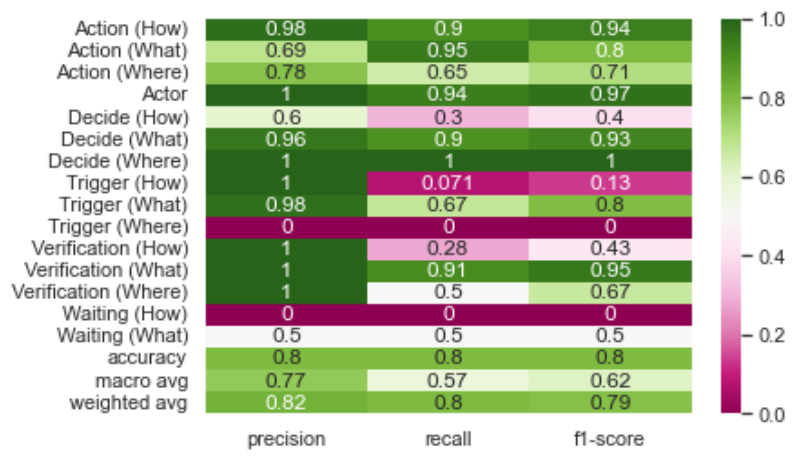 Action (How) 0.98 0.9 0.94 1.0
Action (What) 0.69 0.95 0.8
Action (Where) 0.78 0.65 0.71
Actor 1 0.94 0.97 0.8
Decide (How) 0.6 0.3 0.4
Decide (What) 0.96 0.9 0.93
Decide (Where) 1 1 1
Trigger (How) 1 0.071 0.13 0.6
Trigger (What) 0.98 0.67 0.8
Trigger (Where) 0 0 0
Verification (How) 1 0.28 0.43 0.4
Verification (What) 1 0.91 0.95
Verification (Where) 1 0.5 0.67
Waiting (How) 0 0 0
Waiting (What) 0.5 0.5 0.5 0.2
accuracy 0.8 0.8 0.8
macro avg 0.77 0.57 0.62
weighted avg 0.82 0.8 0.79 0.0
precision recall f1-score